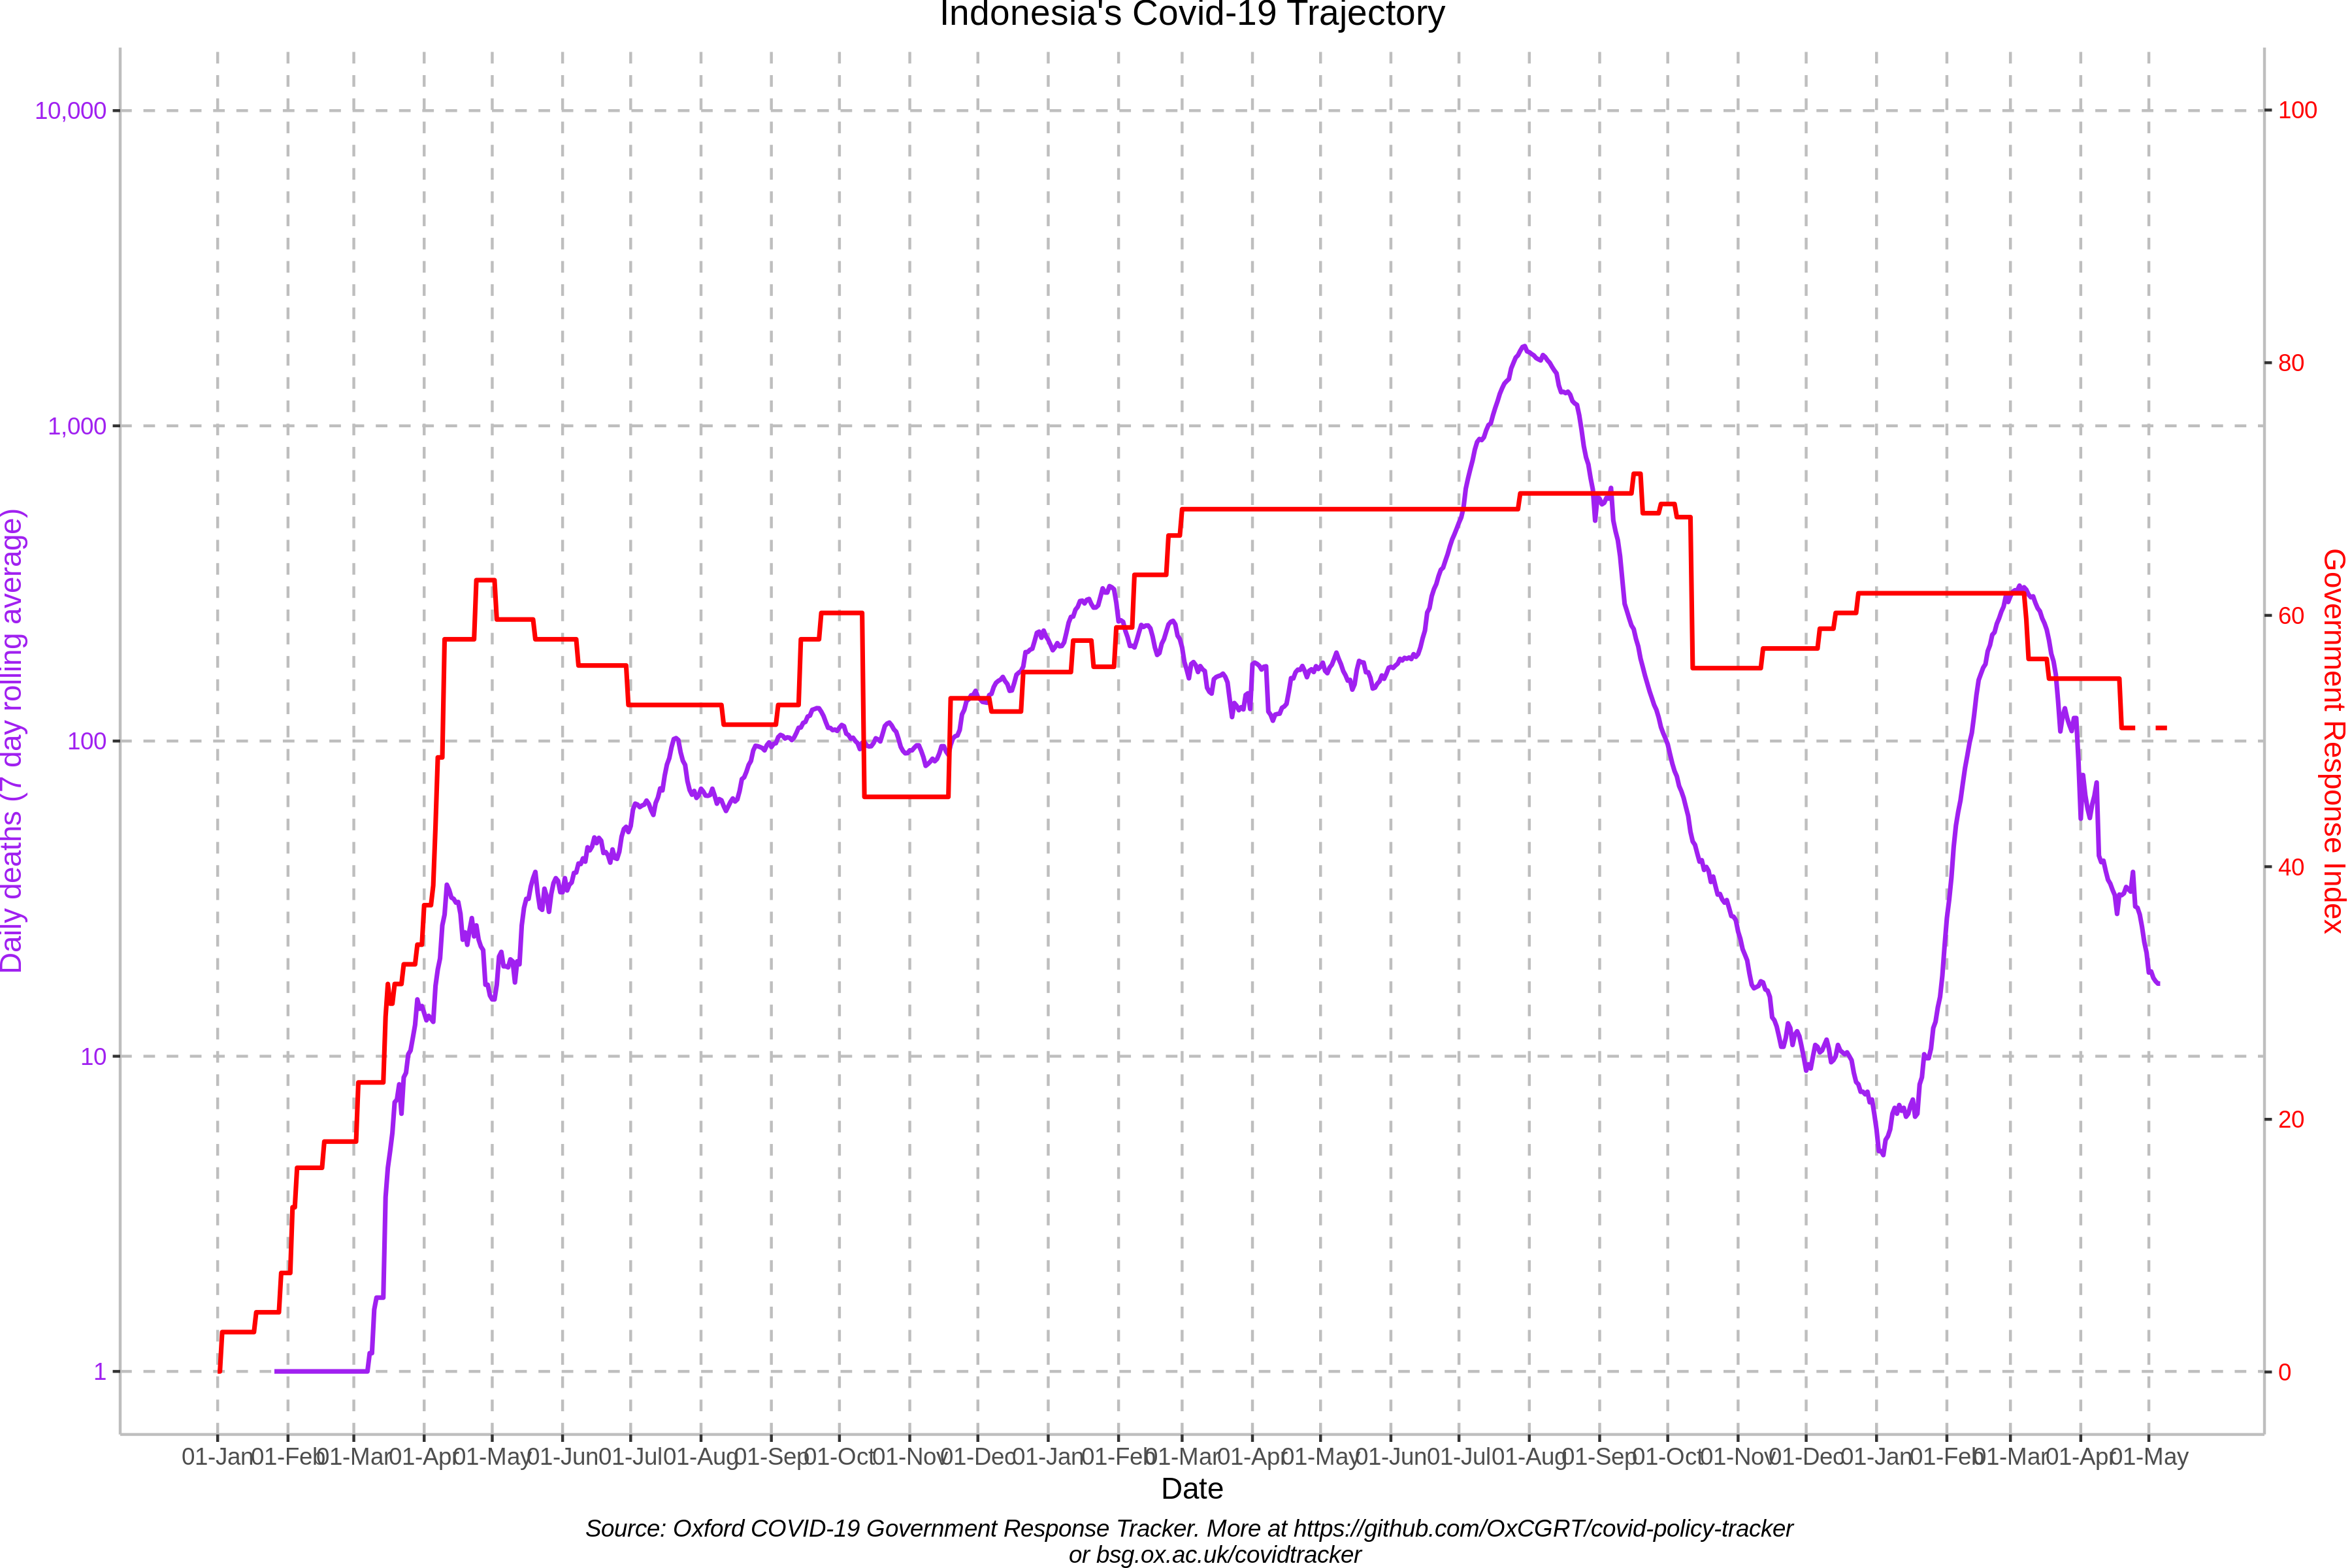 Indonesia's Covid-19 Trajectory
10,000
1,000
100
10
1
Daily deaths (7 day rolling average)
100
80
60
40
20
0
Government Response Index
01-Jan 01-Feb 01-Mar 01-Apr 01-May 01-Jun 01-Jul 01-Aug 01-Sep 01-Oct 01-Nov 01-Dec 01-Jan 01-Feb 01-Mar 01-Apr 01-May 01-Jun 01-Jul 01-Aug 01-Sep 01-Oct 01-Nov 01-Dec 01-Jan 01-Feb 01-Mar 01-Apr 01-May
Date
Source: Oxford COVID-19 Government Response Tracker. More at https://github.com/OxCGRT/covid-policy-tracker
or bsg.ox.ac.uk/covidtracker